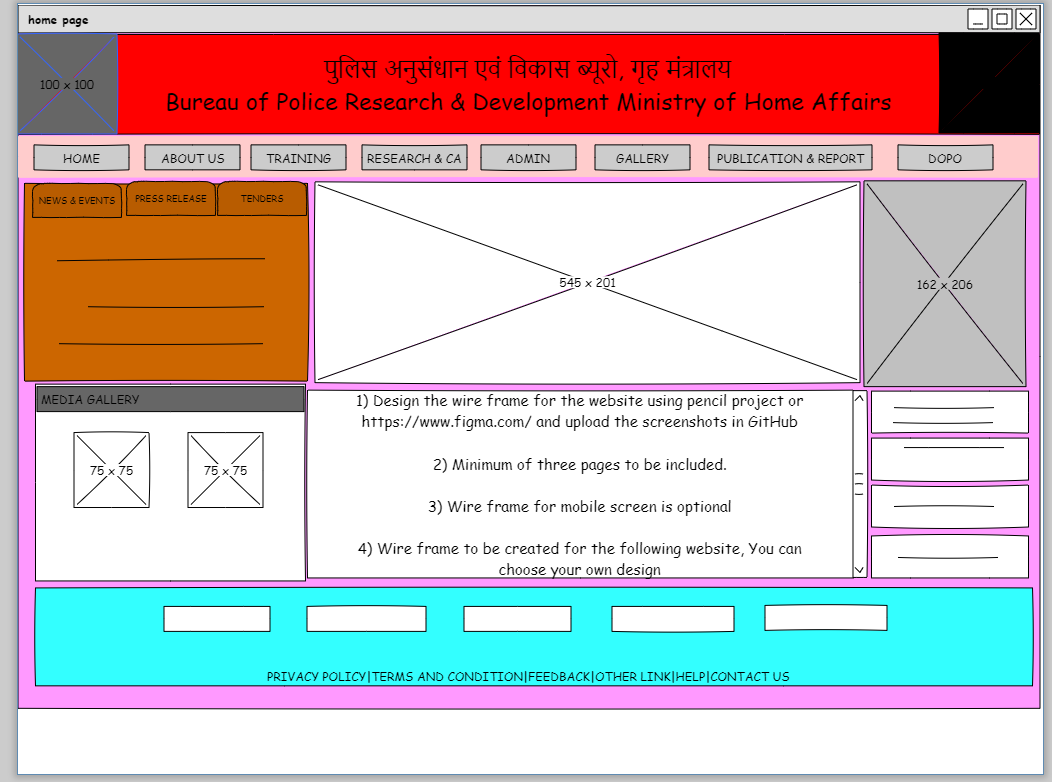 home page
100 x 100
पुलिस अनुसंधान एवं विकास ब्यूरो, गृह मंत्रालय
Bureau of Police Research & Development Ministry of Home Affairs
HOME
ABOUT US
TRAINING
RESEARCH & CA
ADMIN
GALLERY
PUBLICATION & REPORT
DOPO
NEWS & EVENTS
PRESS RELEASE
TENDERS
545 x 201
162 x 206
MEDIA GALLERY
75 x 75
75 x 75
1) Design the wire frame for the website using pencil project or
https://www.figma.com/ and upload the screenshots in GitHub
2) Minimum of three pages to be included.
3) Wire frame for mobile screen is optional
4) Wire frame to be created for the following website, You can
choose your own design
PRIVACY POLICY|TERMS AND CONDITION|FEEDBACK|OTHER LINK|HELP|CONTACT US